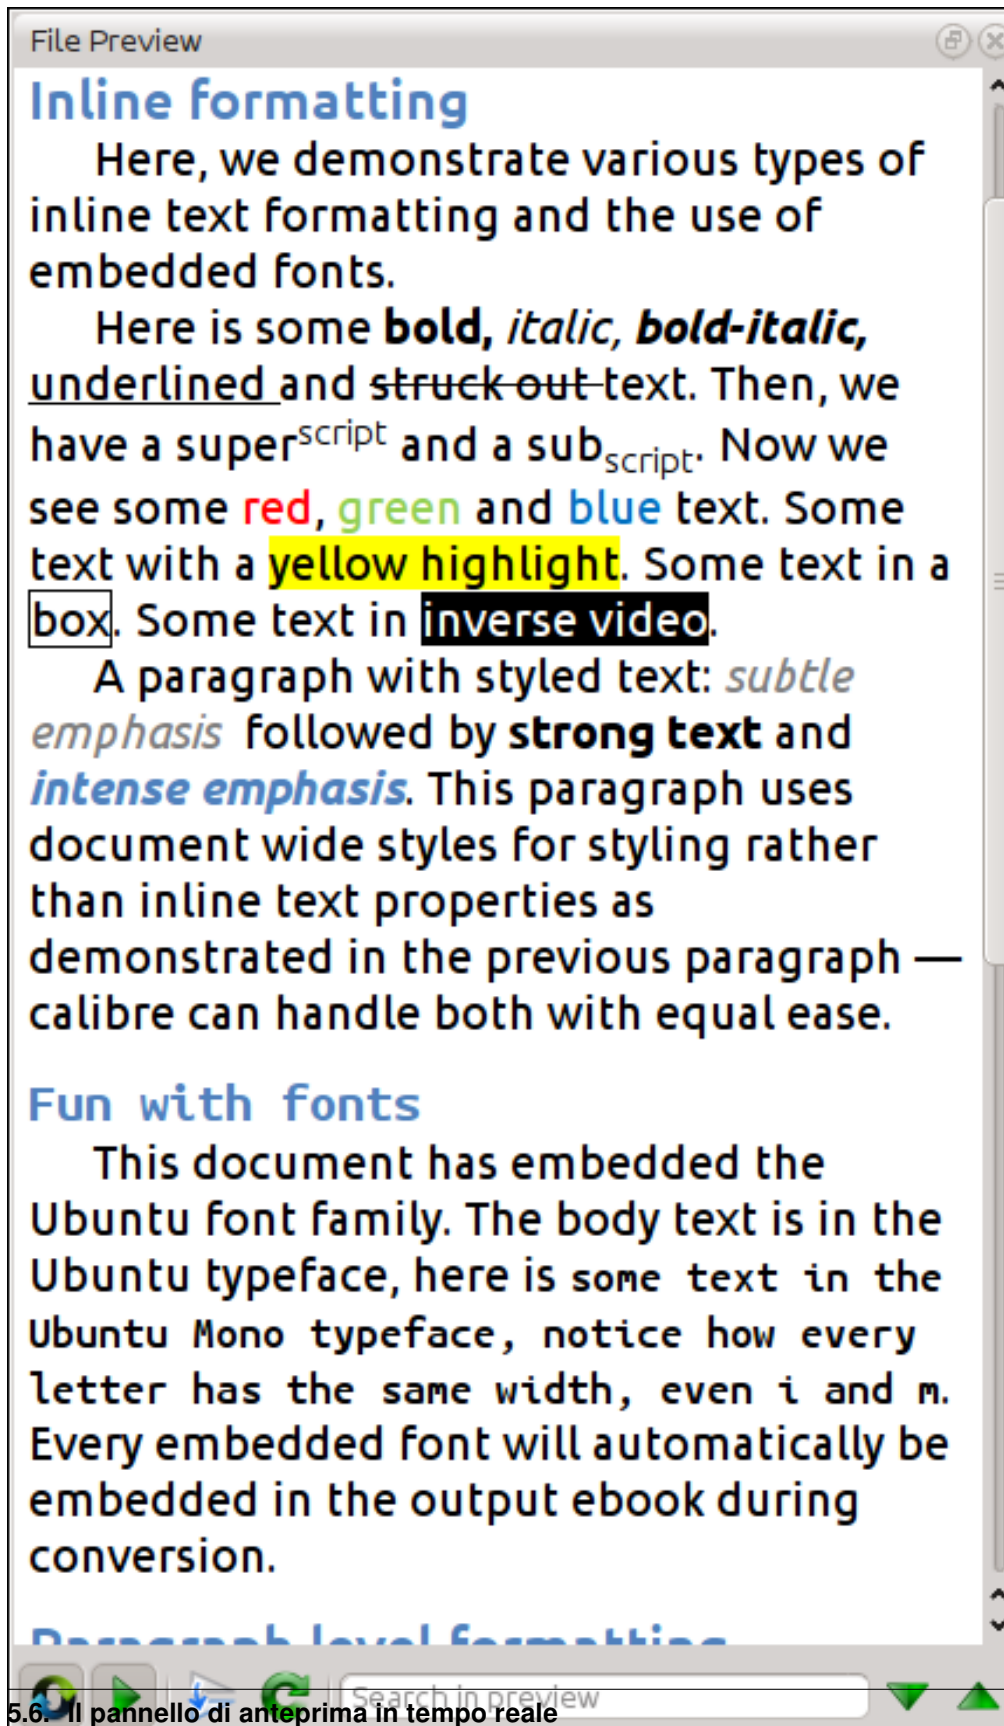 File Preview
Inline formatting
Here, we demonstrate various types of
inline text formatting and the use of
embedded fonts.
Here is some bold, italic, bold-italic,
underlined and struck out text. Then, we
have a superscript and a subscript. Now we
see some red, green and blue text. Some
text with a yellow highlight. Some text in a
box. Some text in inverse video.
A paragraph with styled text: subtle
emphasis followed by strong text and
intense emphasis. This paragraph uses
document wide styles for styling rather
than inline text properties as
demonstrated in the previous paragraph —
calibre can handle both with equal ease.
Fun with fonts
This document has embedded the
Ubuntu font family. The body text is in the
Ubuntu typeface, here is some text in the
Ubuntu Mono typeface, notice how every
letter has the same width, even i and m.
Every embedded font will automatically be
embedded in the output ebook during
conversion.
Paragraph level formatting
Search in preview
5.6. Il pannello di anteprima in tempo reale